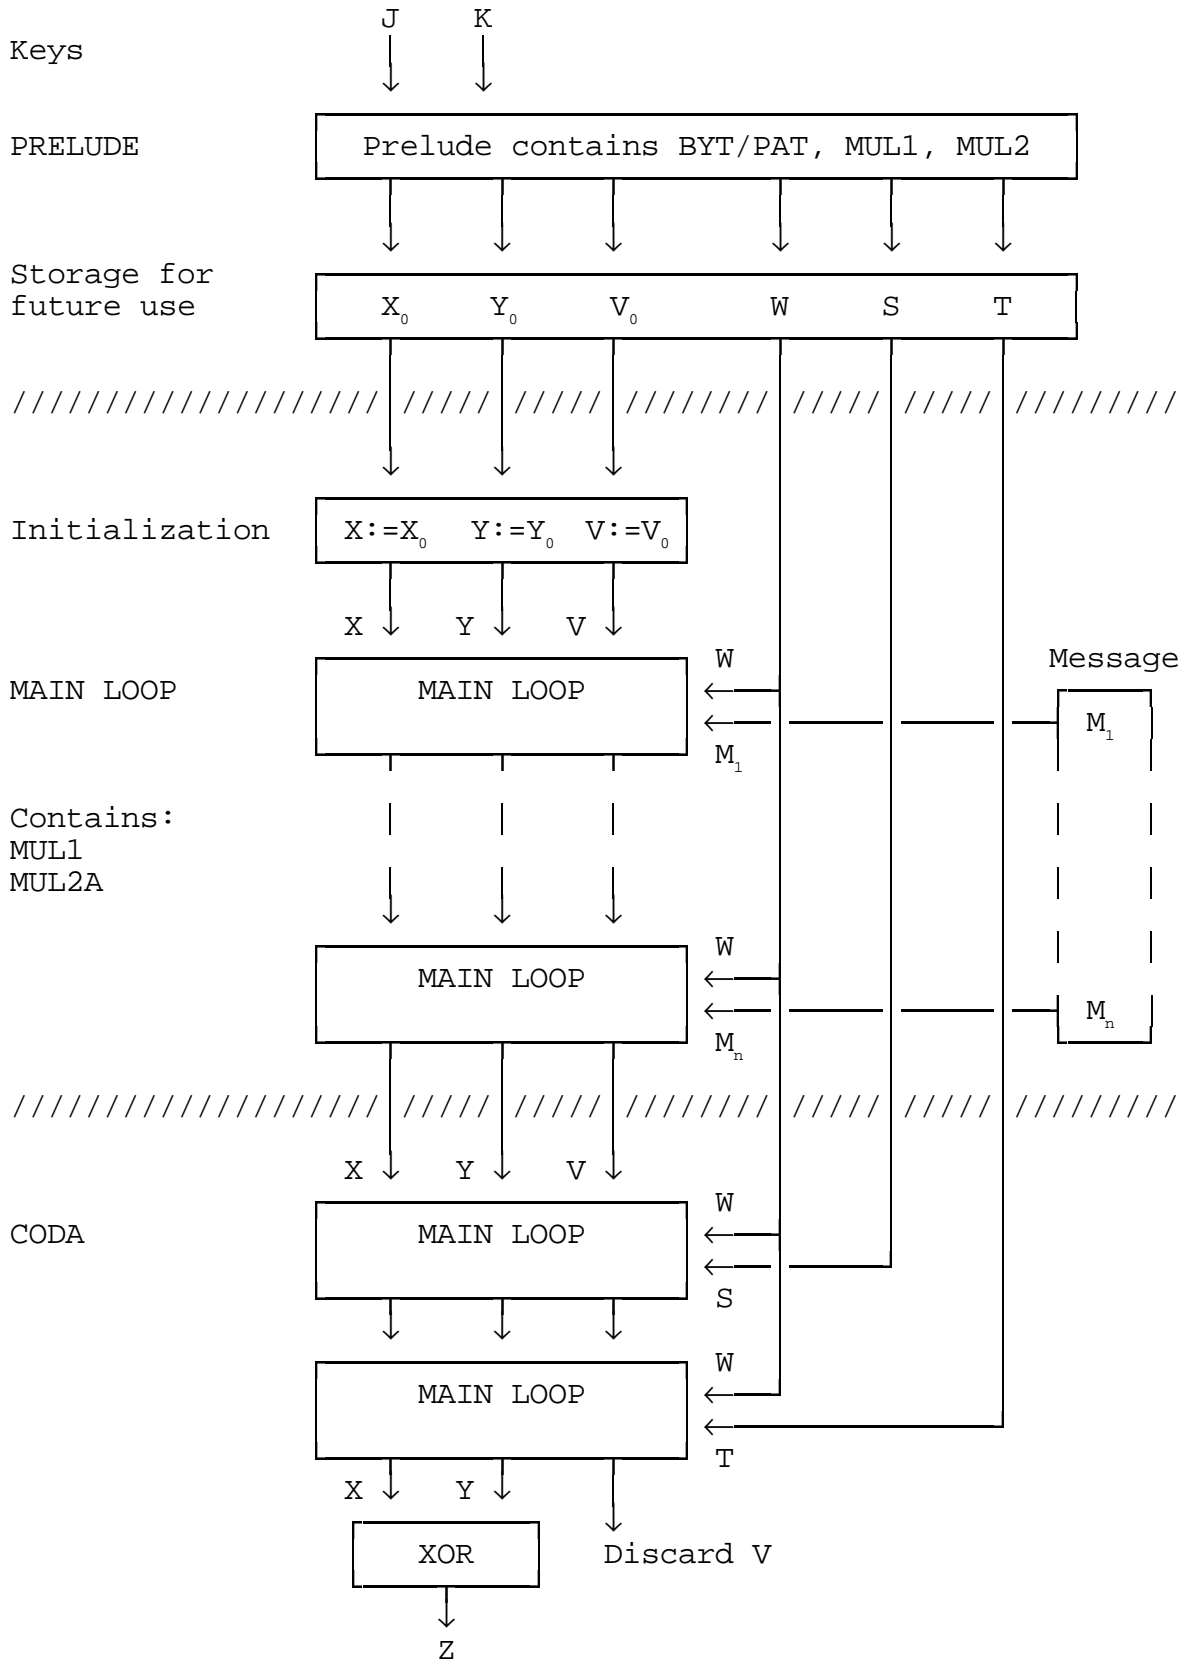 J K
Keys
PRELUDE Prelude contains BYT/PAT, MUL1, MUL2
Storage for
future use X₀ Y₀ V₀ W S T
/////////////////// ///// ///// //////// ///// ///// /////////
Initialization X:=X₀ Y:=Y₀ V:=V₀
X Y V
W Message
MAIN LOOP MAIN LOOP
M₁
M₁
Contains:
MUL1
MUL2A
W
MAIN LOOP
Mₙ
Mₙ
/////////////////// ///// ///// //////// ///// ///// /////////
X Y V
W
CODA MAIN LOOP
S
W
MAIN LOOP
T
X Y
XOR Discard V
Z